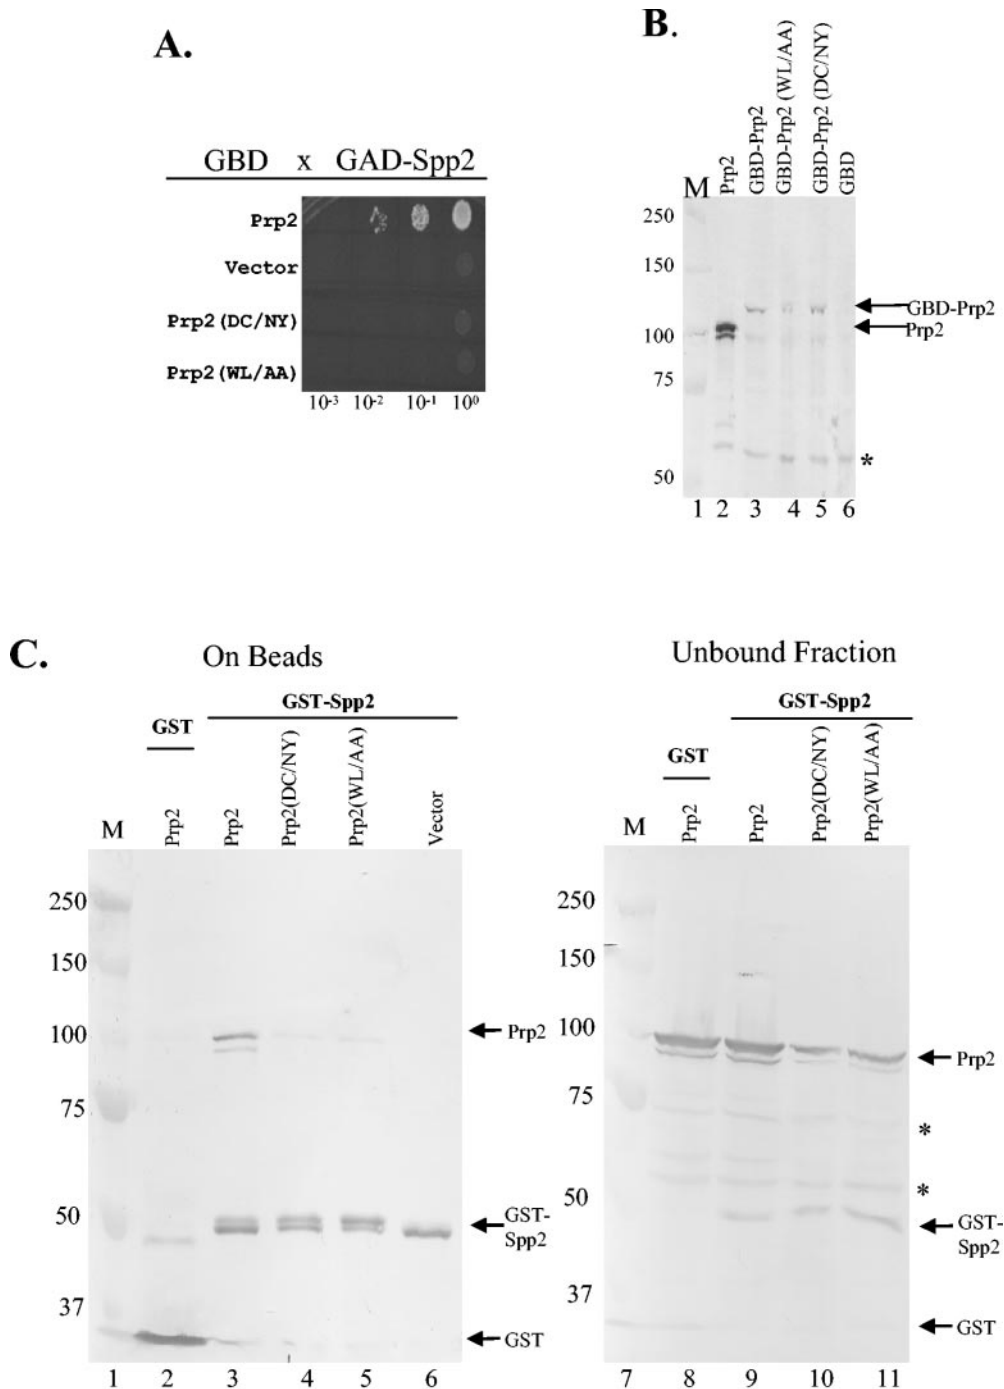 A.
GBD x GAD-Spp2
Prp2
Vector
Prp2(DC/NY)
Prp2(WL/AA)
10-3 10-2 10-1 100
B.
M
Prp2
GBD-Prp2
GBD-Prp2 (WL/AA)
GBD-Prp2 (DC/NY)
GBD
250
150
100
75
50
GBD-Prp2
Prp2
*
1 2 3 4 5 6
C.
On Beads
GST-Spp2
GST
M
Prp2
Prp2
Prp2(DC/NY)
Prp2(WL/AA)
Vector
250
150
100
75
50
37
Prp2
GST-
Spp2
GST
1 2 3 4 5 6
Unbound Fraction
GST-Spp2
GST
M
Prp2
Prp2
Prp2(DC/NY)
Prp2(WL/AA)
250
150
100
75
50
37
Prp2
*
*
GST-
Spp2
GST
7 8 9 10 11